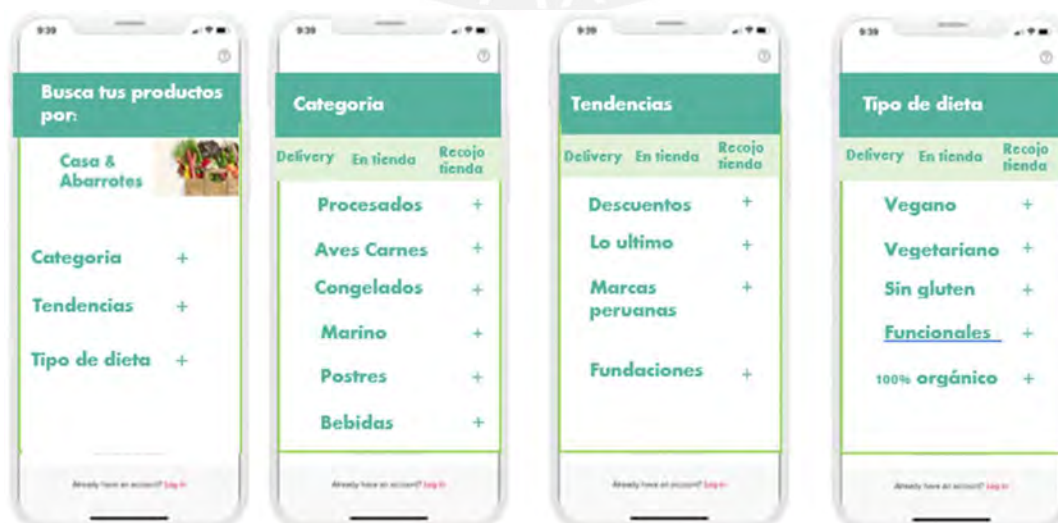 9:39
Busca tus productos
por:
Casa &
Abarrotes
Categoria +
Tendencias +
Tipo de dieta +
Already have an account? Log in
9:39
Categoria
Delivery En tienda Recojo
tienda
Procesados +
Aves Carnes +
Congelados +
Marino +
Postres +
Bebidas +
Already have an account? Log in
9:39
Tendencias
Delivery En tienda Recojo
tienda
Descuentos +
Lo ultimo +
Marcas +
peruanas
Fundaciones +
Already have an account? Log in
9:39
Tipo de dieta
Delivery En tienda Recojo
tienda
Vegano +
Vegetariano +
Sin gluten +
Funcionales +
100% orgánico +
Already have an account? Log in